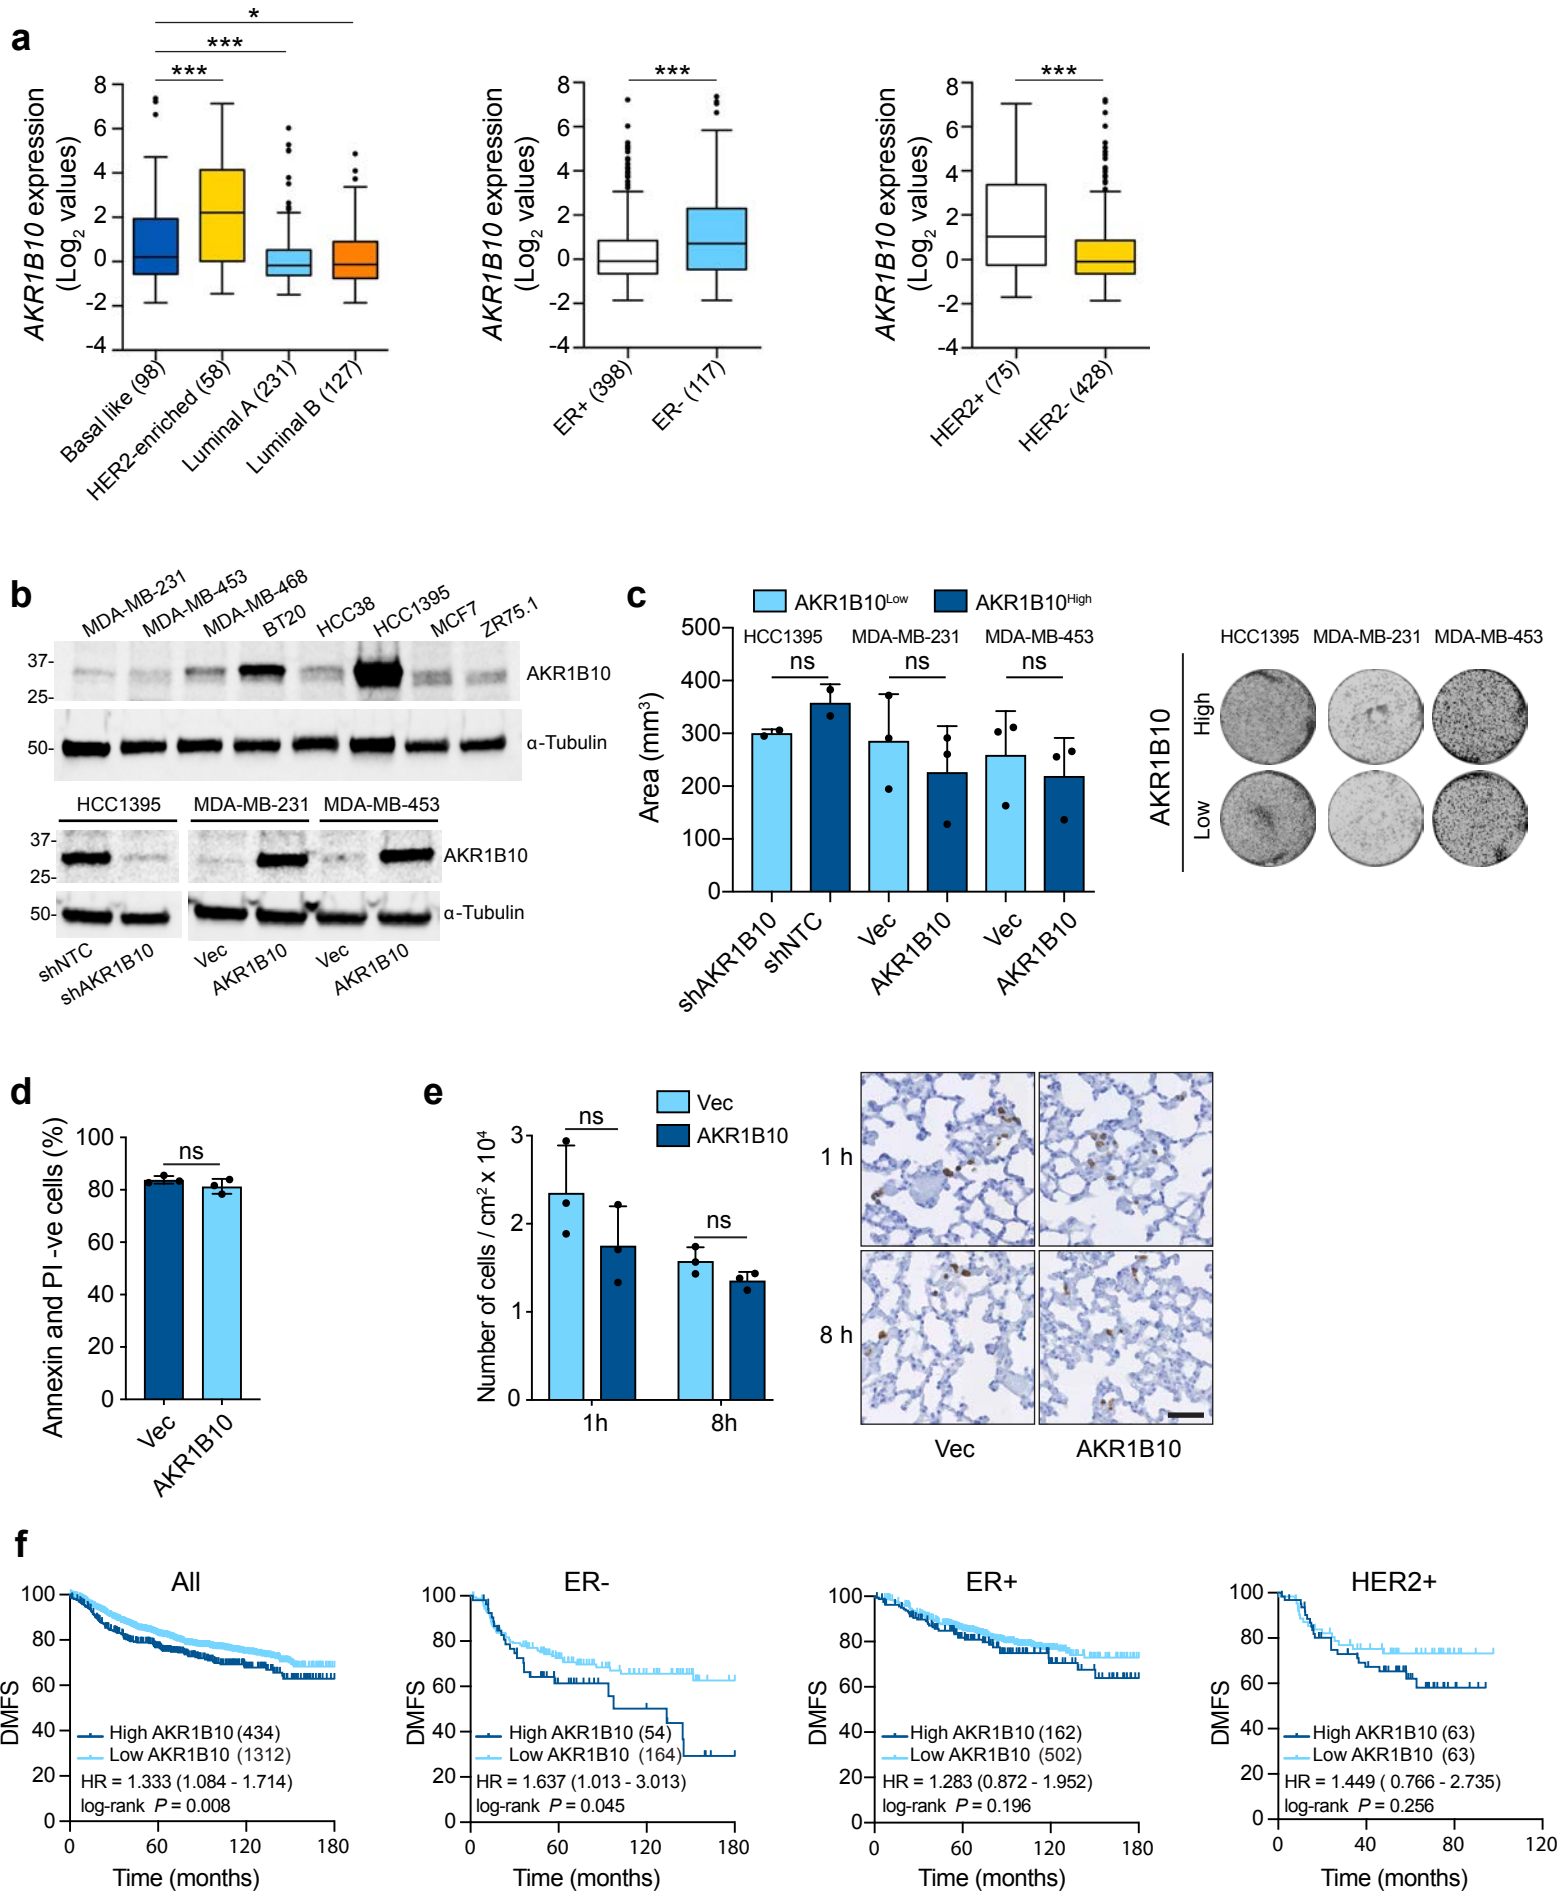 a
*
***
***
AKR1B10 expression
(Log2 values)
8
6
4
2
0
-2
-4
Basal like (98)
HER2-enriched (58)
Luminal A (231)
Luminal B (127)
***
AKR1B10 expression
(Log2 values)
8
6
4
2
0
-2
-4
ER+ (398)
ER- (117)
***
AKR1B10 expression
(Log2 values)
8
6
4
2
0
-2
-4
HER2+ (75)
HER2- (428)
b
MDA-MB-231
MDA-MB-453
MDA-MB-468
BT20
HCC38
HCC1395
MCF7
ZR75.1
37-
25-
AKR1B10
50-
α-Tubulin
HCC1395
MDA-MB-231
MDA-MB-453
37-
25-
AKR1B10
50-
α-Tubulin
shNTC
shAKR1B10
Vec
AKR1B10
Vec
AKR1B10
c
AKR1B10Low
AKR1B10High
HCC1395
MDA-MB-231
MDA-MB-453
ns
ns
ns
Area (mm3)
500
400
300
200
100
0
shAKR1B10
shNTC
Vec
AKR1B10
Vec
AKR1B10
HCC1395
MDA-MB-231
MDA-MB-453
AKR1B10
High
Low
d
Annexin and PI -ve cells (%)
100
80
60
40
20
0
ns
Vec
AKR1B10
e
Vec
AKR1B10
Number of cells / cm2 x 104
3
2
1
0
ns
ns
1h
8h
1 h
8 h
Vec
AKR1B10
f
All
DMFS
100
80
60
40
20
0
High AKR1B10 (434)
Low AKR1B10 (1312)
HR = 1.333 (1.084 - 1.714)
log-rank P = 0.008
0
60
120
180
Time (months)
ER-
DMFS
100
80
60
40
20
0
High AKR1B10 (54)
Low AKR1B10 (164)
HR = 1.637 (1.013 - 3.013)
log-rank P = 0.045
0
60
120
180
Time (months)
ER+
DMFS
100
80
60
40
20
0
High AKR1B10 (162)
Low AKR1B10 (502)
HR = 1.283 (0.872 - 1.952)
log-rank P = 0.196
0
60
120
180
Time (months)
HER2+
DMFS
100
80
60
40
20
0
High AKR1B10 (63)
Low AKR1B10 (63)
HR = 1.449 ( 0.766 - 2.735)
log-rank P = 0.256
0
40
80
120
Time (months)